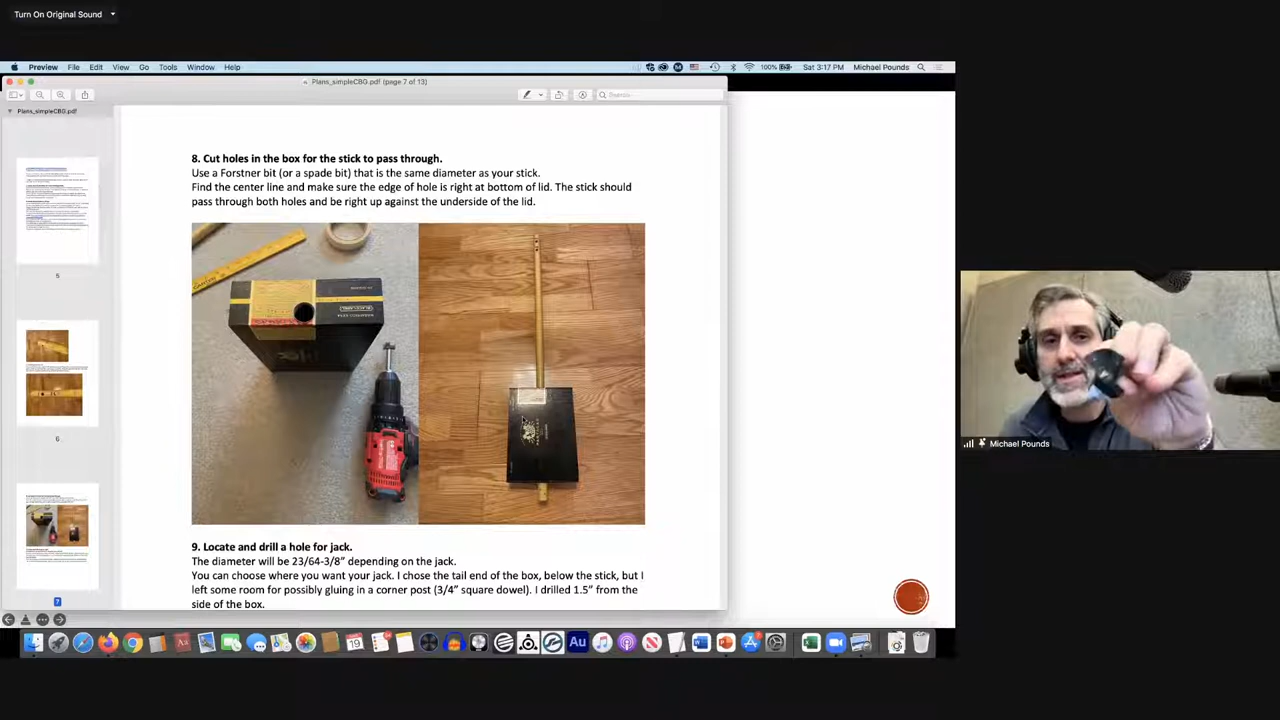 Turn On Original Sound
Preview File Edit View Go Tools Window Help
100% Sat 3:17 PM Michael Pounds
Plans_simpleCBG.pdf (page 7 of 13)
Search
Plans_simpleCBG.pdf
8. Cut holes in the box for the stick to pass through.
Use a Forstner bit (or a spade bit) that is the same diameter as your stick.
Find the center line and make sure the edge of hole is right at bottom of lid. The stick should
pass through both holes and be right up against the underside of the lid.
5
6
Michael Pounds
9. Locate and drill a hole for jack.
The diameter will be 23/64-3/8” depending on the jack.
You can choose where you want your jack. I chose the tail end of the box, below the stick, but I
left some room for possibly gluing in a corner post (3/4” square dowel). I drilled 1.5” from the
side of the box.
7
19
Au